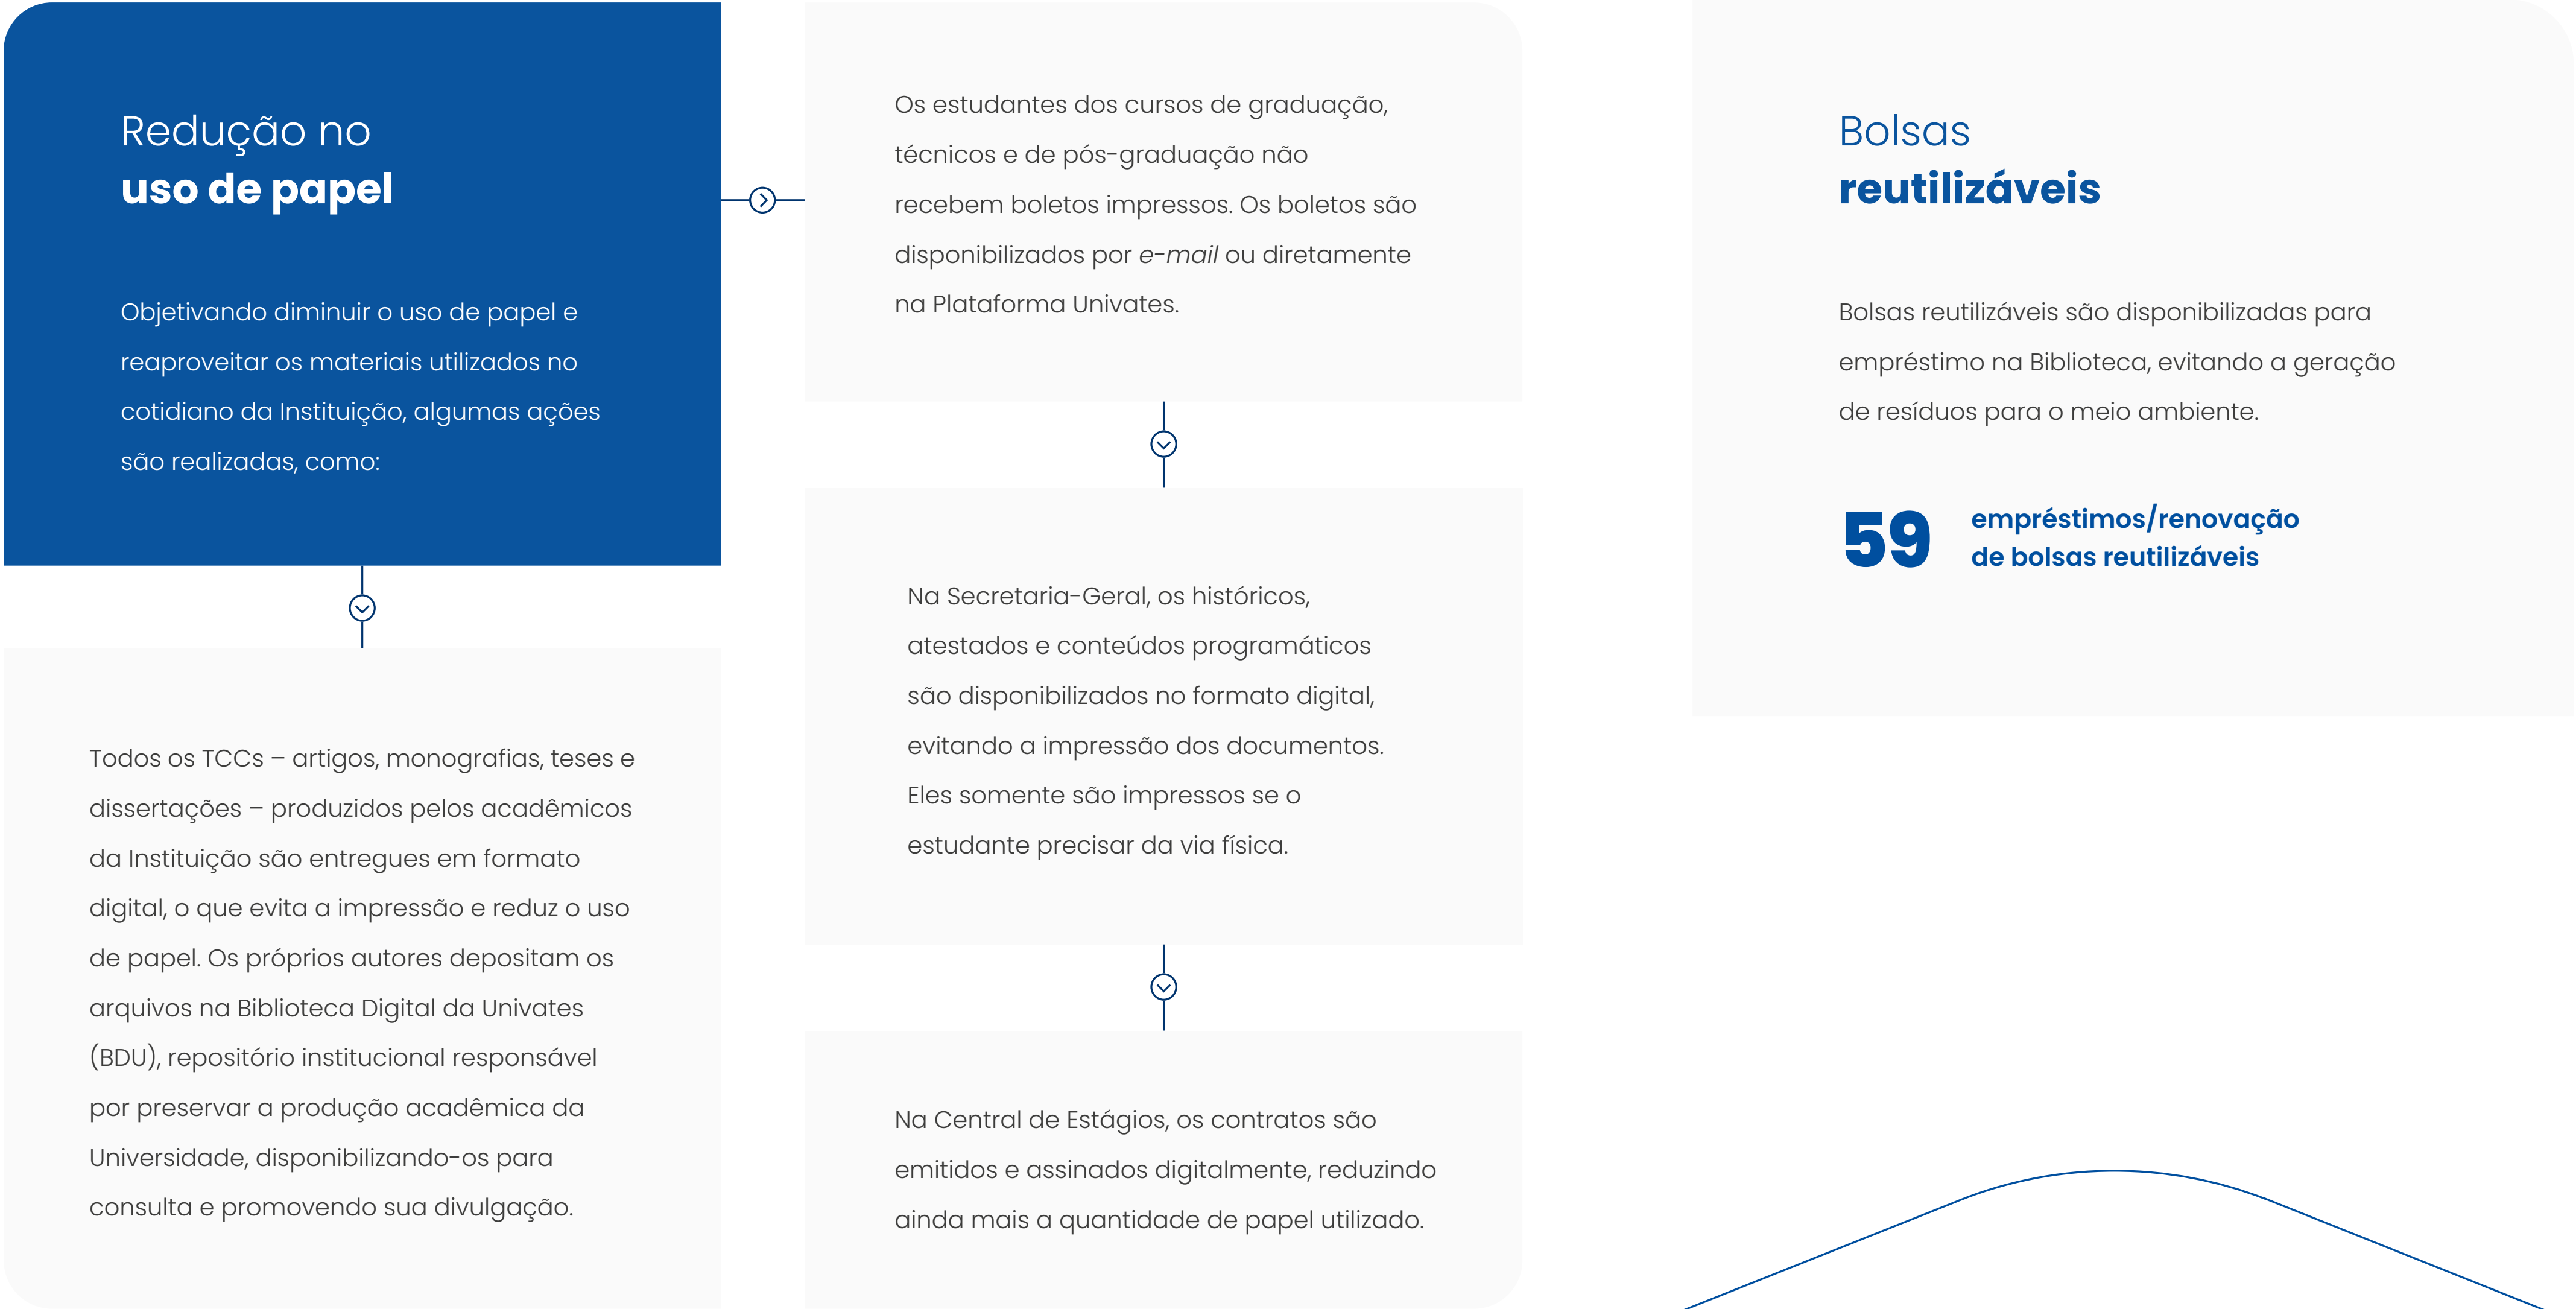 Redução no
uso de papel
Objetivando diminuir o uso de papel e
reaproveitar os materiais utilizados no
cotidiano da Instituição, algumas ações
são realizadas, como:
Todos os TCCs – artigos, monografias, teses e
dissertações – produzidos pelos acadêmicos
da Instituição são entregues em formato
digital, o que evita a impressão e reduz o uso
de papel. Os próprios autores depositam os
arquivos na Biblioteca Digital da Univates
(BDU), repositório institucional responsável
por preservar a produção acadêmica da
Universidade, disponibilizando-os para
consulta e promovendo sua divulgação.
Os estudantes dos cursos de graduação,
técnicos e de pós-graduação não
recebem boletos impressos. Os boletos são
disponibilizados por e-mail ou diretamente
na Plataforma Univates.
Na Secretaria-Geral, os históricos,
atestados e conteúdos programáticos
são disponibilizados no formato digital,
evitando a impressão dos documentos.
Eles somente são impressos se o
estudante precisar da via física.
Na Central de Estágios, os contratos são
emitidos e assinados digitalmente, reduzindo
ainda mais a quantidade de papel utilizado.
Bolsas
reutilizáveis
Bolsas reutilizáveis são disponibilizadas para
empréstimo na Biblioteca, evitando a geração
de resíduos para o meio ambiente.
59
empréstimos/renovação
de bolsas reutilizáveis